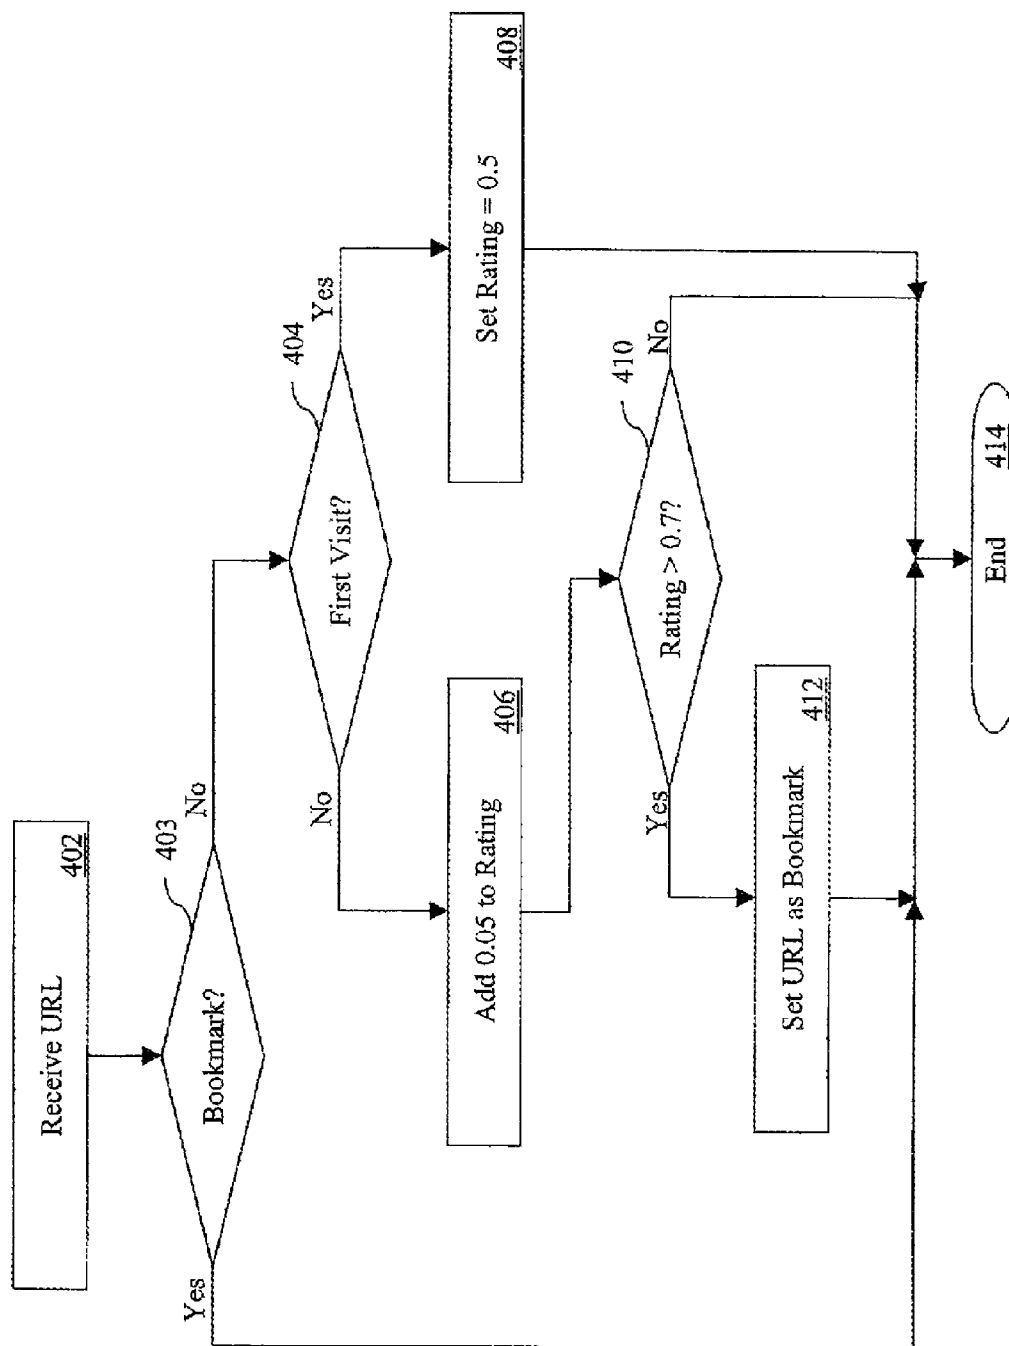 Receive URL
402
403
Bookmark?
Yes
No
404
First Visit?
No
Yes
Add 0.05 to Rating
406
Set Rating = 0.5
408
410
Rating > 0.7?
Yes
No
Set URL as Bookmark
412
End
414